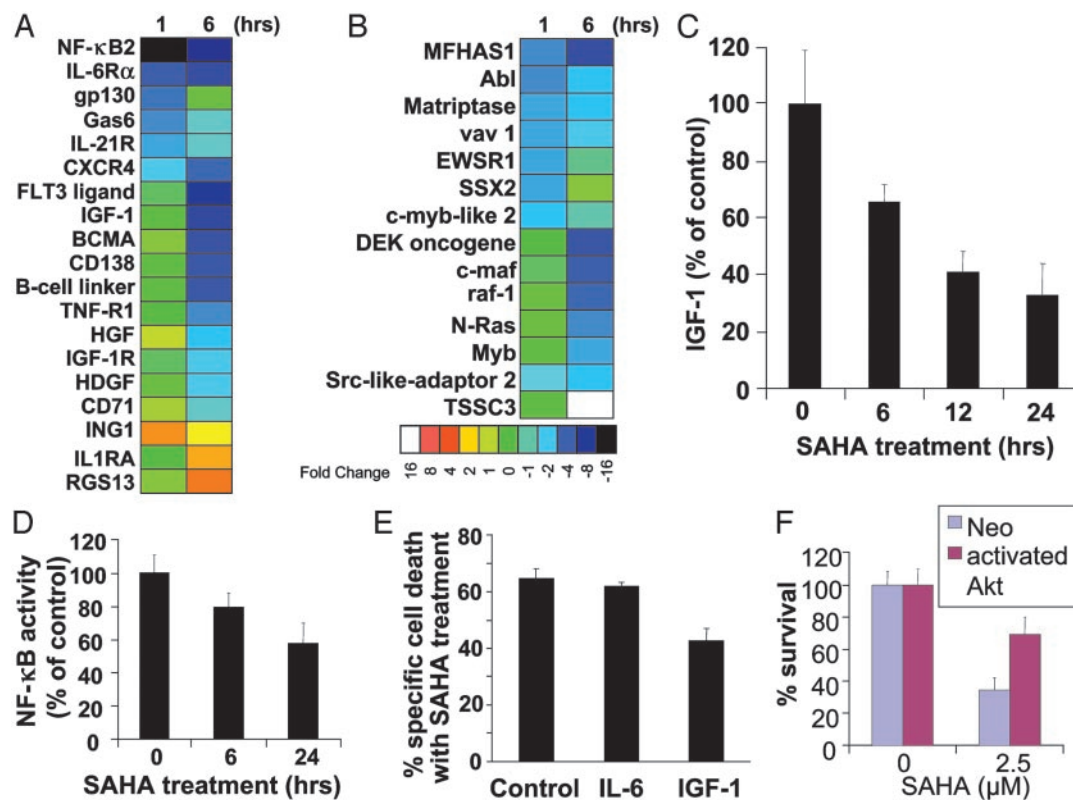 A
1 6 (hrs)
NF-κB2
IL-6Rα
gp130
Gas6
IL-21R
CXCR4
FLT3 ligand
IGF-1
BCMA
CD138
B-cell linker
TNF-R1
HGF
IGF-1R
HDGF
CD71
ING1
IL1RA
RGS13
B
1 6 (hrs)
MFHAS1
Abl
Matriptase
vav 1
EWSR1
SSX2
c-myb-like 2
DEK oncogene
c-maf
raf-1
N-Ras
Myb
Src-like-adaptor 2
TSSC3
Fold Change
16 8 4 2 1 0 -1 -2 -4 -8 -16
C
IGF-1 (% of control)
120
100
80
60
40
20
0
0 6 12 24
SAHA treatment (hrs)
D
NF-κB activity
(% of control)
120
100
80
60
40
20
0
0 6 24
SAHA treatment (hrs)
E
% specific cell death
with SAHA treatment
80
60
40
20
0
Control IL-6 IGF-1
F
Neo
activated
Akt
% survival
120
100
80
60
40
20
0
0 2.5
SAHA (µM)